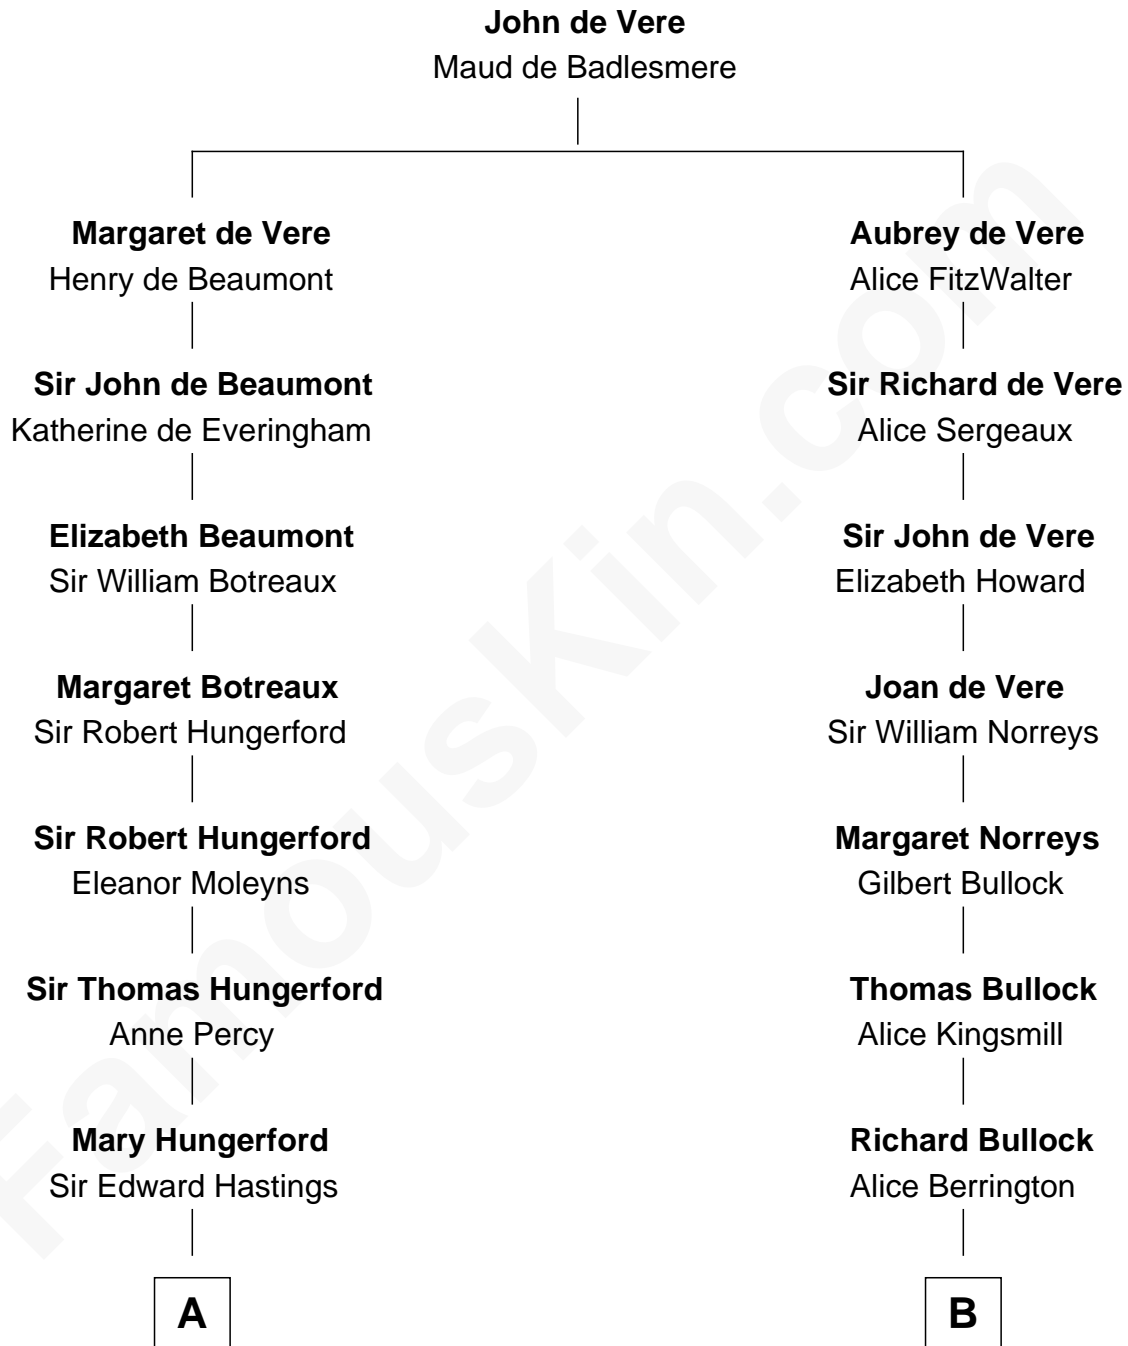 John de Vere
Maud de Badlesmere
Margaret de Vere
Henry de Beaumont
Aubrey de Vere
Alice FitzWalter
Sir John de Beaumont
Katherine de Everingham
Sir Richard de Vere
Alice Sergeaux
Elizabeth Beaumont
Sir William Botreaux
Sir John de Vere
Elizabeth Howard
Margaret Botreaux
Sir Robert Hungerford
Joan de Vere
Sir William Norreys
Sir Robert Hungerford
Eleanor Moleyns
Margaret Norreys
Gilbert Bullock
Sir Thomas Hungerford
Anne Percy
Thomas Bullock
Alice Kingsmill
Mary Hungerford
Sir Edward Hastings
Richard Bullock
Alice Berrington
A
B
FamousKin.com